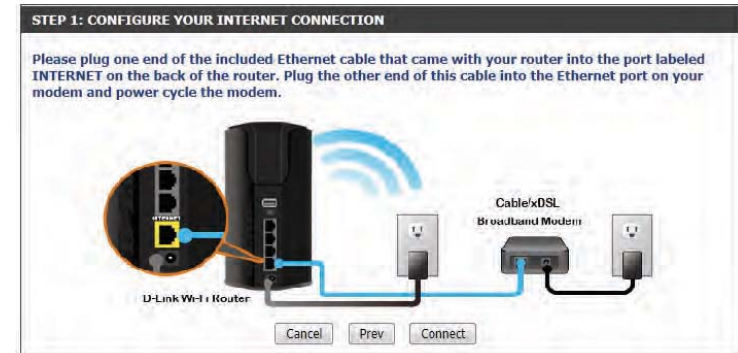 STEP 1: CONFIGURE YOUR INTERNET CONNECTION
Please plug one end of the included Ethernet cable that came with your router into the port labeled
INTERNET on the back of the router. Plug the other end of this cable into the Ethernet port on your
modem and power cycle the modem.
INTERNET
Cable/xDSL
Broadband Modem
D-Link Wi-Fi Router
Cancel
Prev
Connect